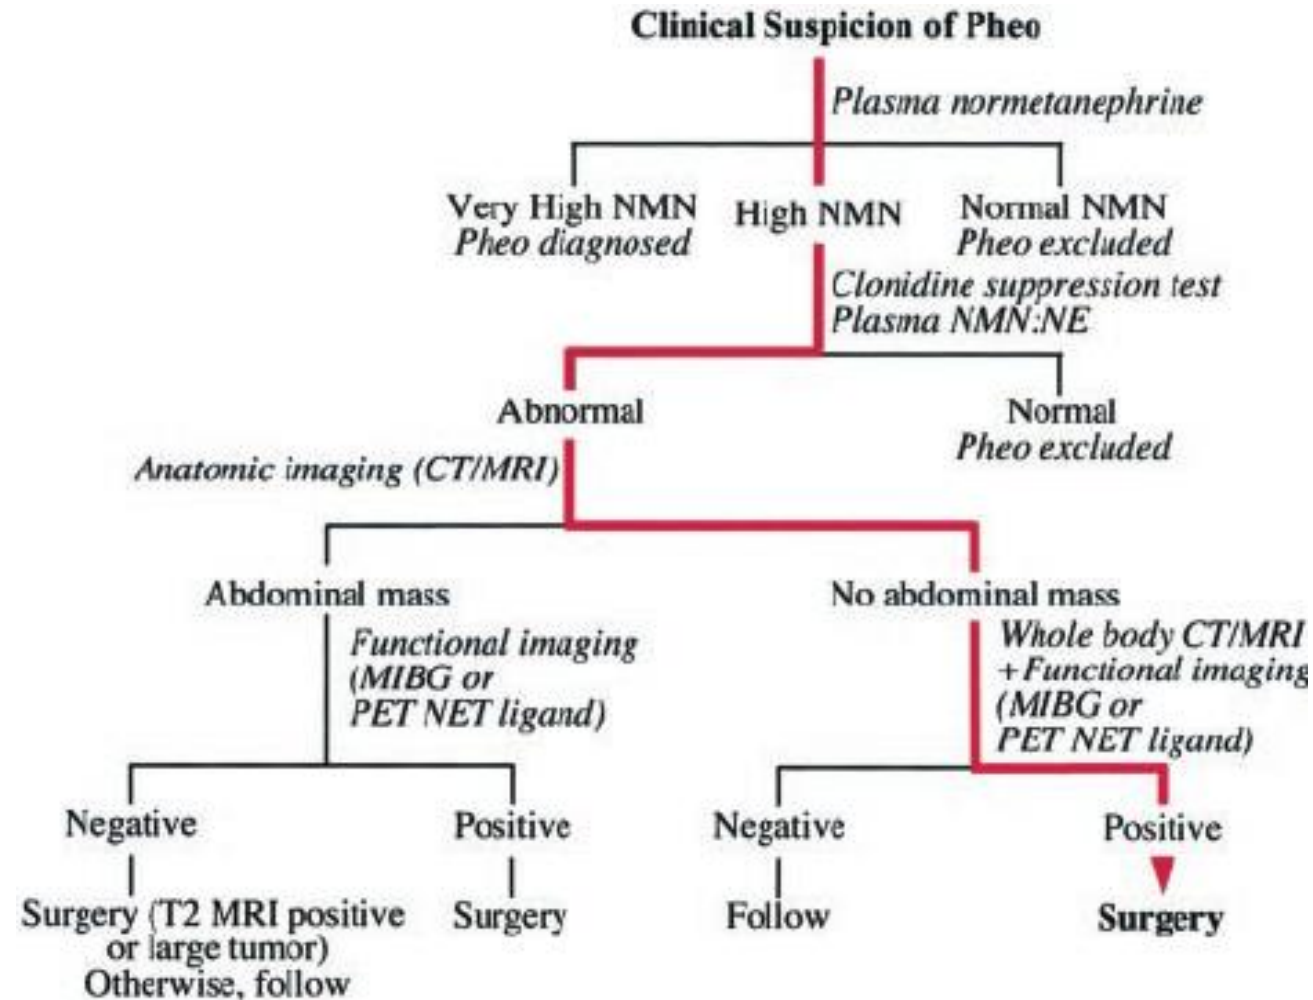 Clinical Suspicion of Pheo
Plasma normetanephrine
Very High NMN
Pheo diagnosed
High NMN
Normal NMN
Pheo excluded
Clonidine suppression test
Plasma NMN:NE
Abnormal
Normal
Pheo excluded
Anatomic imaging (CT/MRI)
Abdominal mass
No abdominal mass
Functional imaging
(MIBG or
PET NET ligand)
Whole body CT/MRI
+Functional imaging
(MIBG or
PET NET ligand)
Negative
Positive
Negative
Positive
Surgery (T2 MRI positive
or large tumor)
Otherwise, follow
Surgery
Follow
Surgery